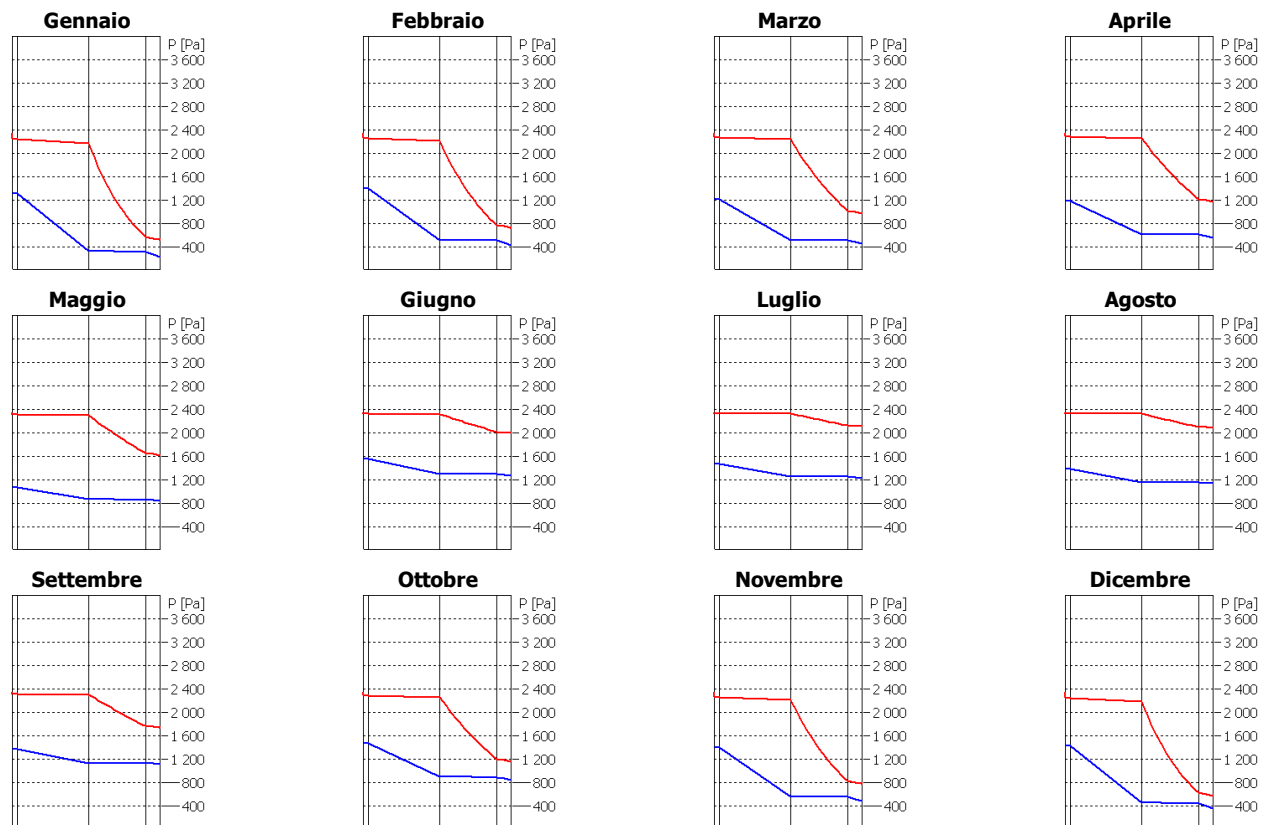 Gennaio Febbraio Marzo Aprile
P [Pa] P [Pa] P [Pa] P [Pa]
3 600 3 600 3 600 3 600
3 200 3 200 3 200 3 200
2 800 2 800 2 800 2 800
2 400 2 400 2 400 2 400
2 000 2 000 2 000 2 000
1 600 1 600 1 600 1 600
1 200 1 200 1 200 1 200
800 800 800 800
400 400 400 400
Maggio Giugno Luglio Agosto
P [Pa] P [Pa] P [Pa] P [Pa]
3 600 3 600 3 600 3 600
3 200 3 200 3 200 3 200
2 800 2 800 2 800 2 800
2 400 2 400 2 400 2 400
2 000 2 000 2 000 2 000
1 600 1 600 1 600 1 600
1 200 1 200 1 200 1 200
800 800 800 800
400 400 400 400
Settembre Ottobre Novembre Dicembre
P [Pa] P [Pa] P [Pa] P [Pa]
3 600 3 600 3 600 3 600
3 200 3 200 3 200 3 200
2 800 2 800 2 800 2 800
2 400 2 400 2 400 2 400
2 000 2 000 2 000 2 000
1 600 1 600 1 600 1 600
1 200 1 200 1 200 1 200
800 800 800 800
400 400 400 400